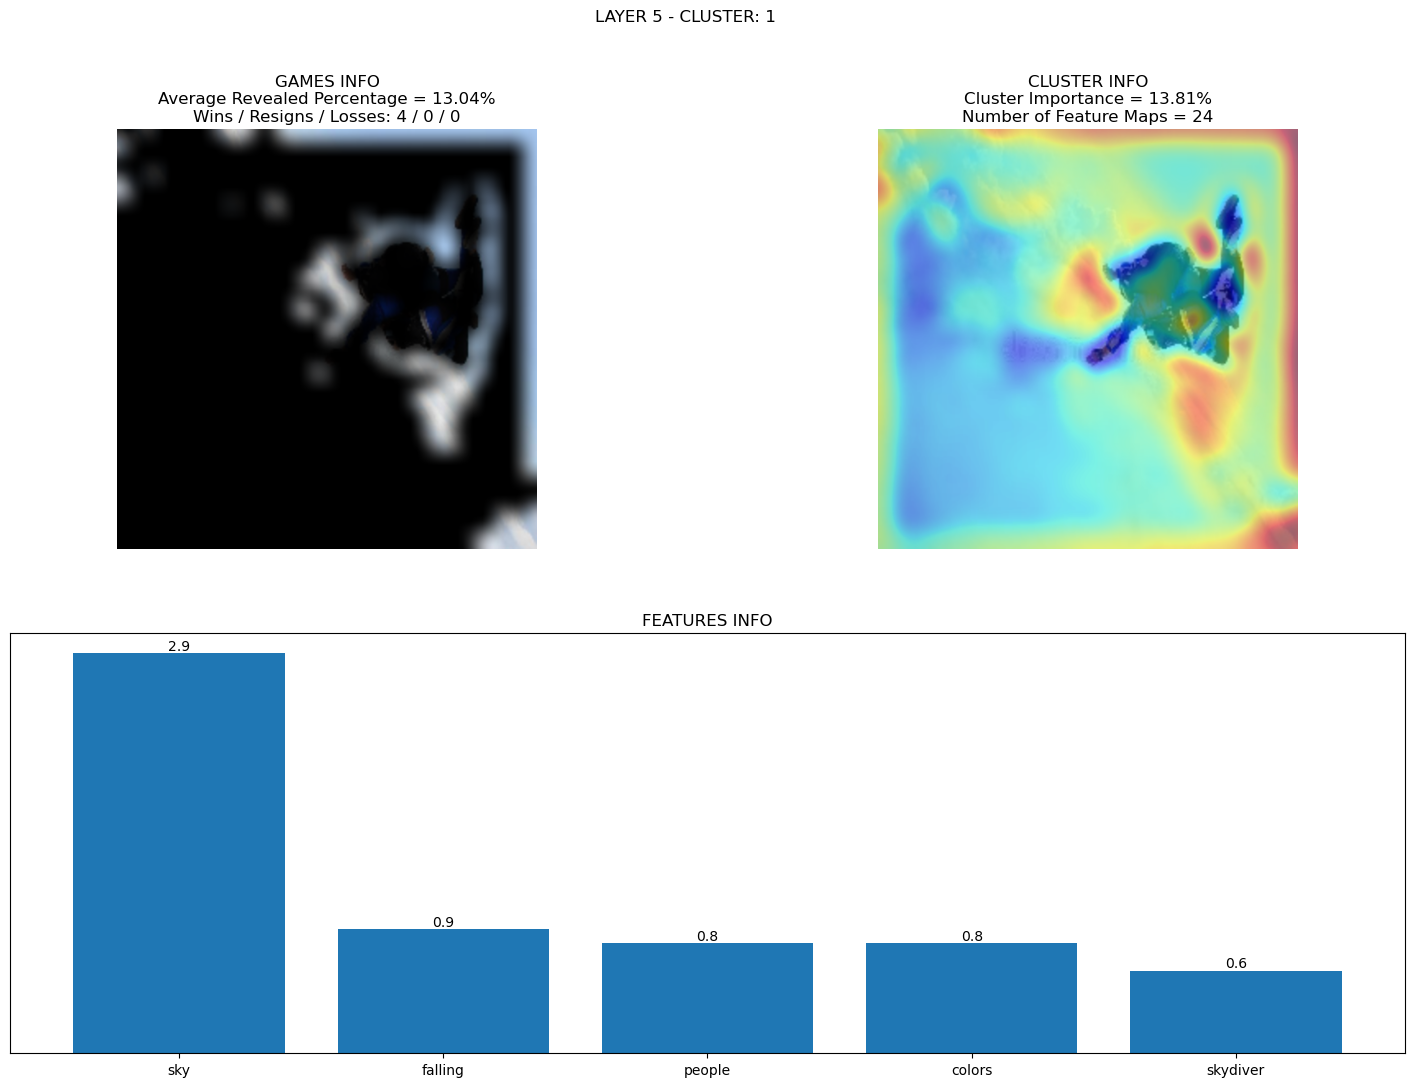 LAYER 5 - CLUSTER: 1
GAMES INFO
Average Revealed Percentage = 13.04%
Wins / Resigns / Losses: 4 / 0 / 0
CLUSTER INFO
Cluster Importance = 13.81%
Number of Feature Maps = 24
FEATURES INFO
2.9
0.9
0.8
0.8
0.6
sky
falling
people
colors
skydiver